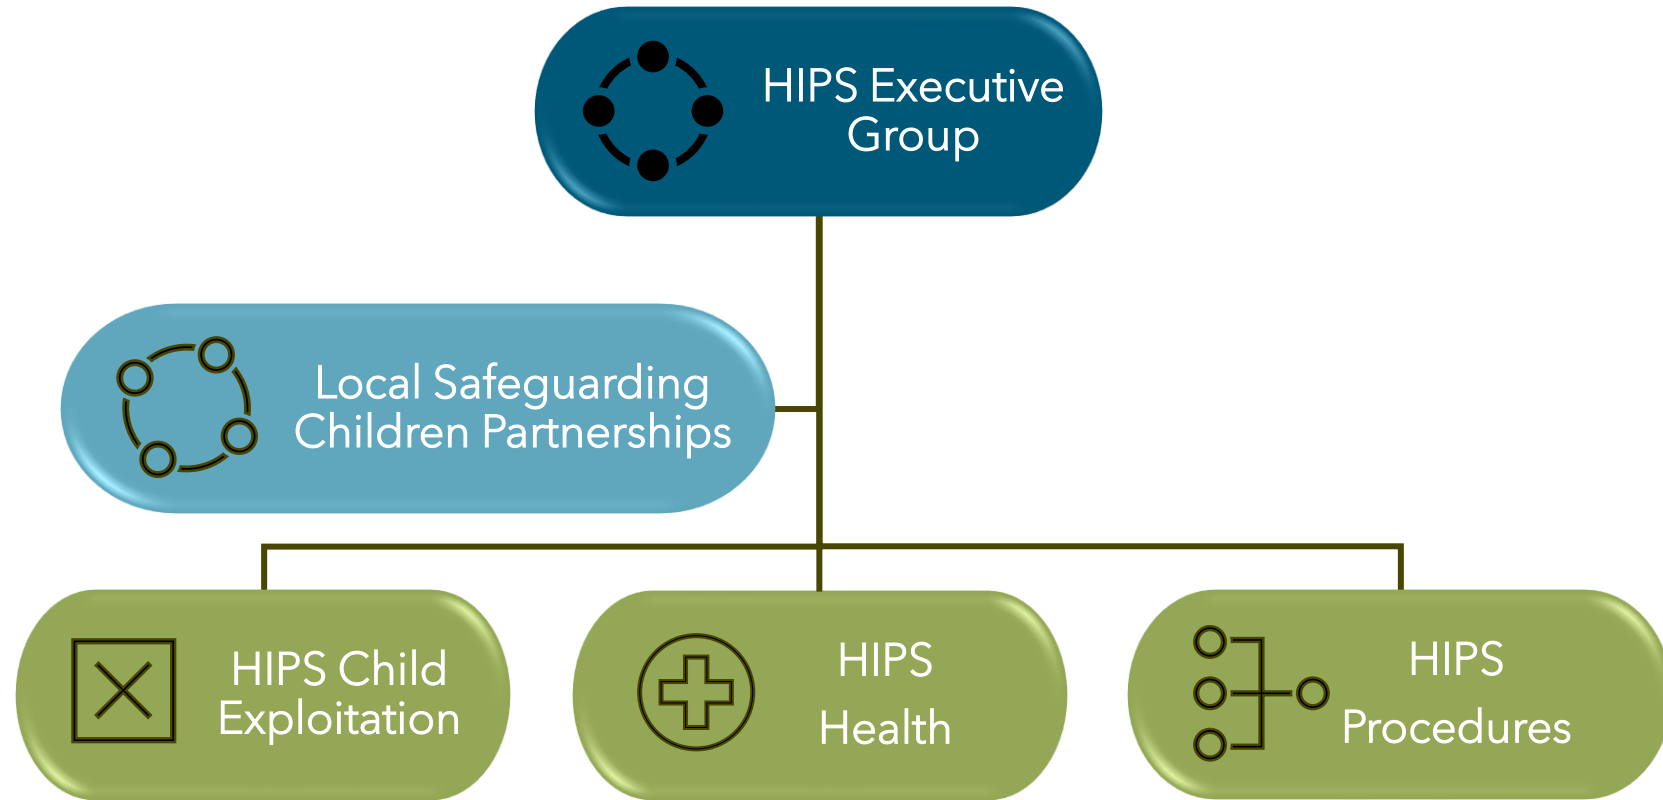 HIPS Executive
Group
Local Safeguarding
Children Partnerships
HIPS Child
Exploitation
HIPS
Health
HIPS
Procedures